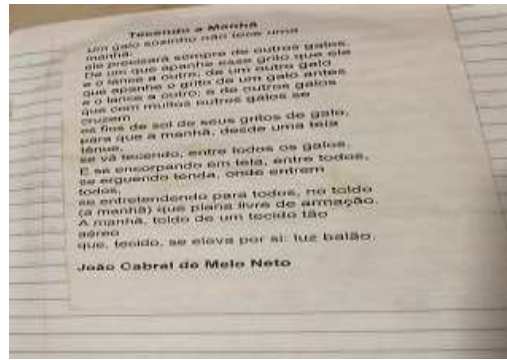 Tecendo a Manhã
Um galo sozinho não tece uma
manhã:
ele precisará sempre de outros galos.
De um que apanhe esse grito que ele
e o lance a outro; de um outro galo
que apanhe o grito de um galo antes
e o lance a outro; e de outros galos
que com muitos outros galos se
cruzem
os fios de sol de seus gritos de galo,
para que a manhã, desde uma teia
tênue,
se vá tecendo, entre todos os galos.
E se encorpando em tela, entre todos,
se erguendo tenda, onde entrem
todos,
se entretendendo para todos, no toldo
(a manhã) que plana livre de armação.
A manhã, toldo de um tecido tão
aéreo
que, tecido, se eleva por si: luz balão.
João Cabral de Melo Neto